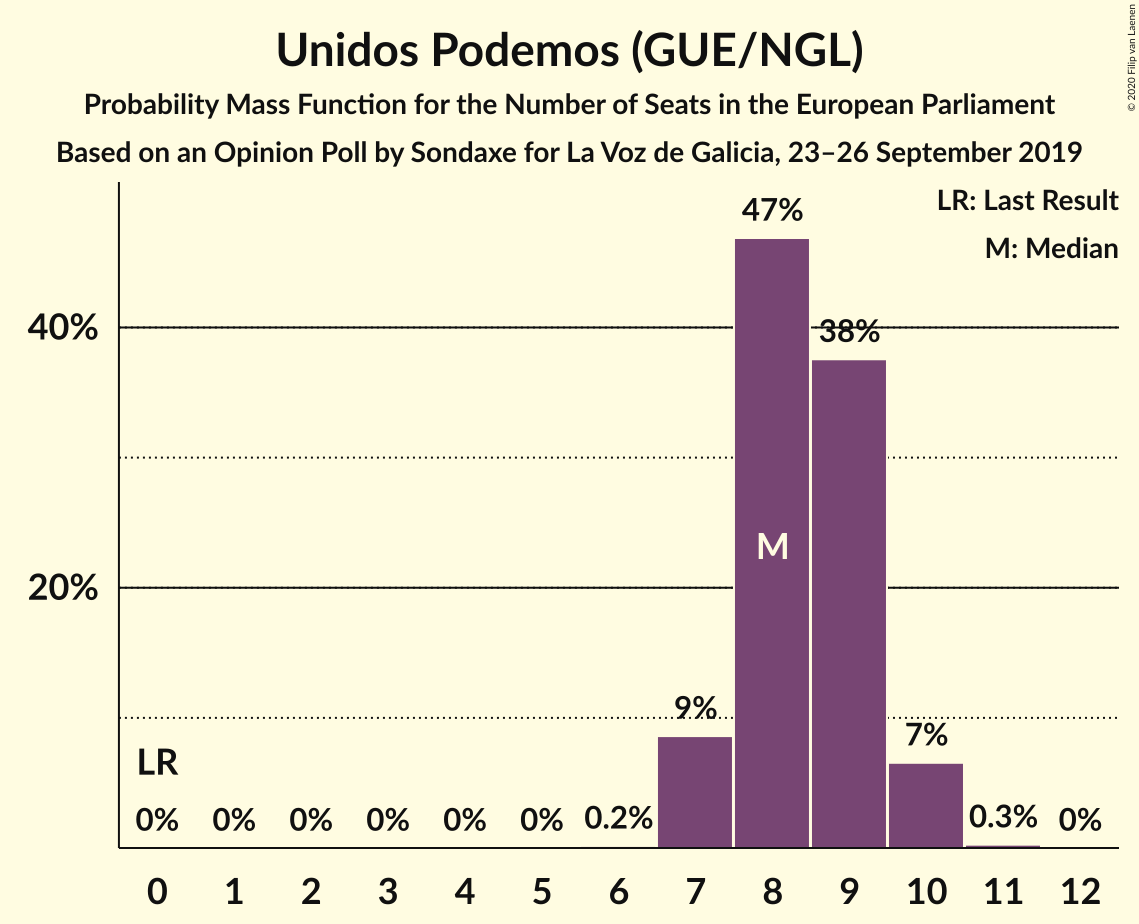 Unidos Podemos (GUE/NGL)
Probability Mass Function for the Number of Seats in the European Parliament
Based on an Opinion Poll by Sondaxe for La Voz de Galicia, 23–26 September 2019
© 2020 Filip van Laenen
LR: Last Result
M: Median
47%
40%
38%
M
20%
9%
7%
LR
0% 0% 0% 0% 0% 0% 0.2% 0.3% 0%
0 1 2 3 4 5 6 7 8 9 10 11 12